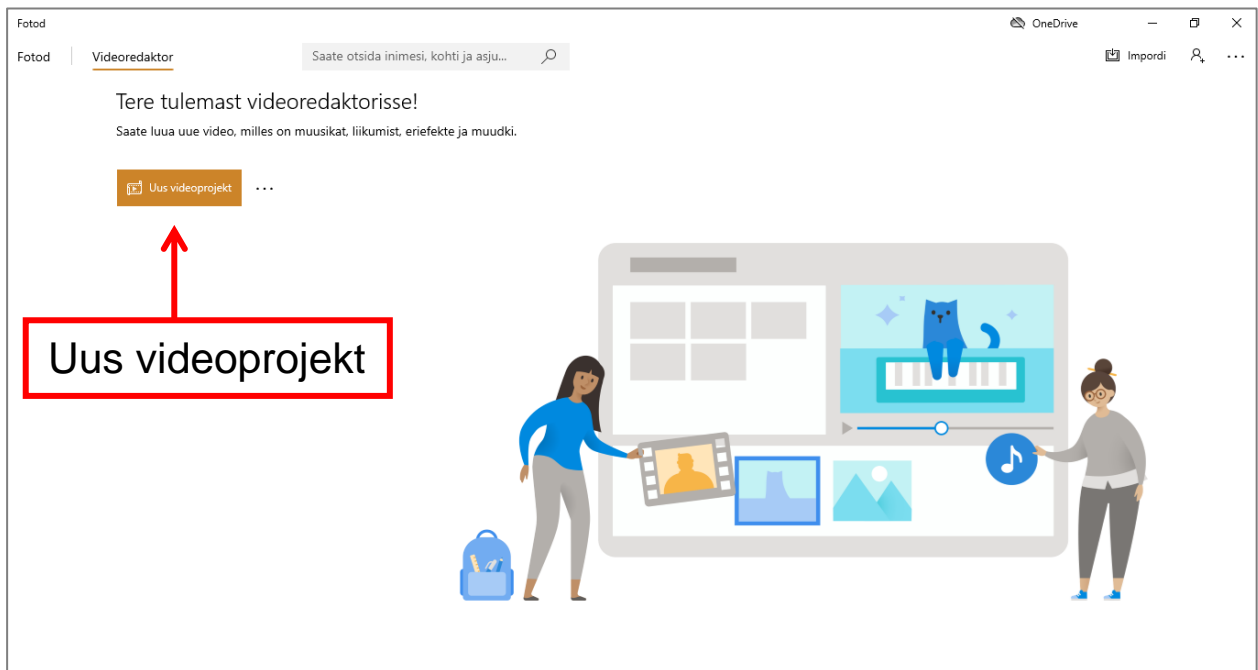 Fotod
OneDrive
Fotod
Videoredaktor
Saate otsida inimesi, kohti ja asju...
Impordi
Tere tulemast videoredaktorisse!
Saate luua uue video, milles on muusikat, liikumist, eriefekte ja muudki.
Uus videoprojekt
Uus videoprojekt